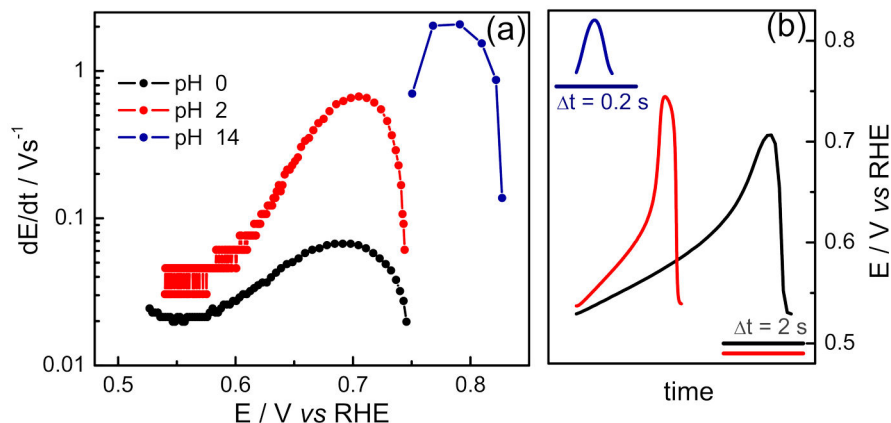 (a)
pH 0
pH 2
pH 14
dE/dt / Vs⁻¹
1
0.1
0.01
0.5 0.6 0.7 0.8
E / V vs RHE
(b)
Δt = 0.2 s
Δt = 2 s
time
0.8
0.7
0.6
0.5
E / V vs RHE